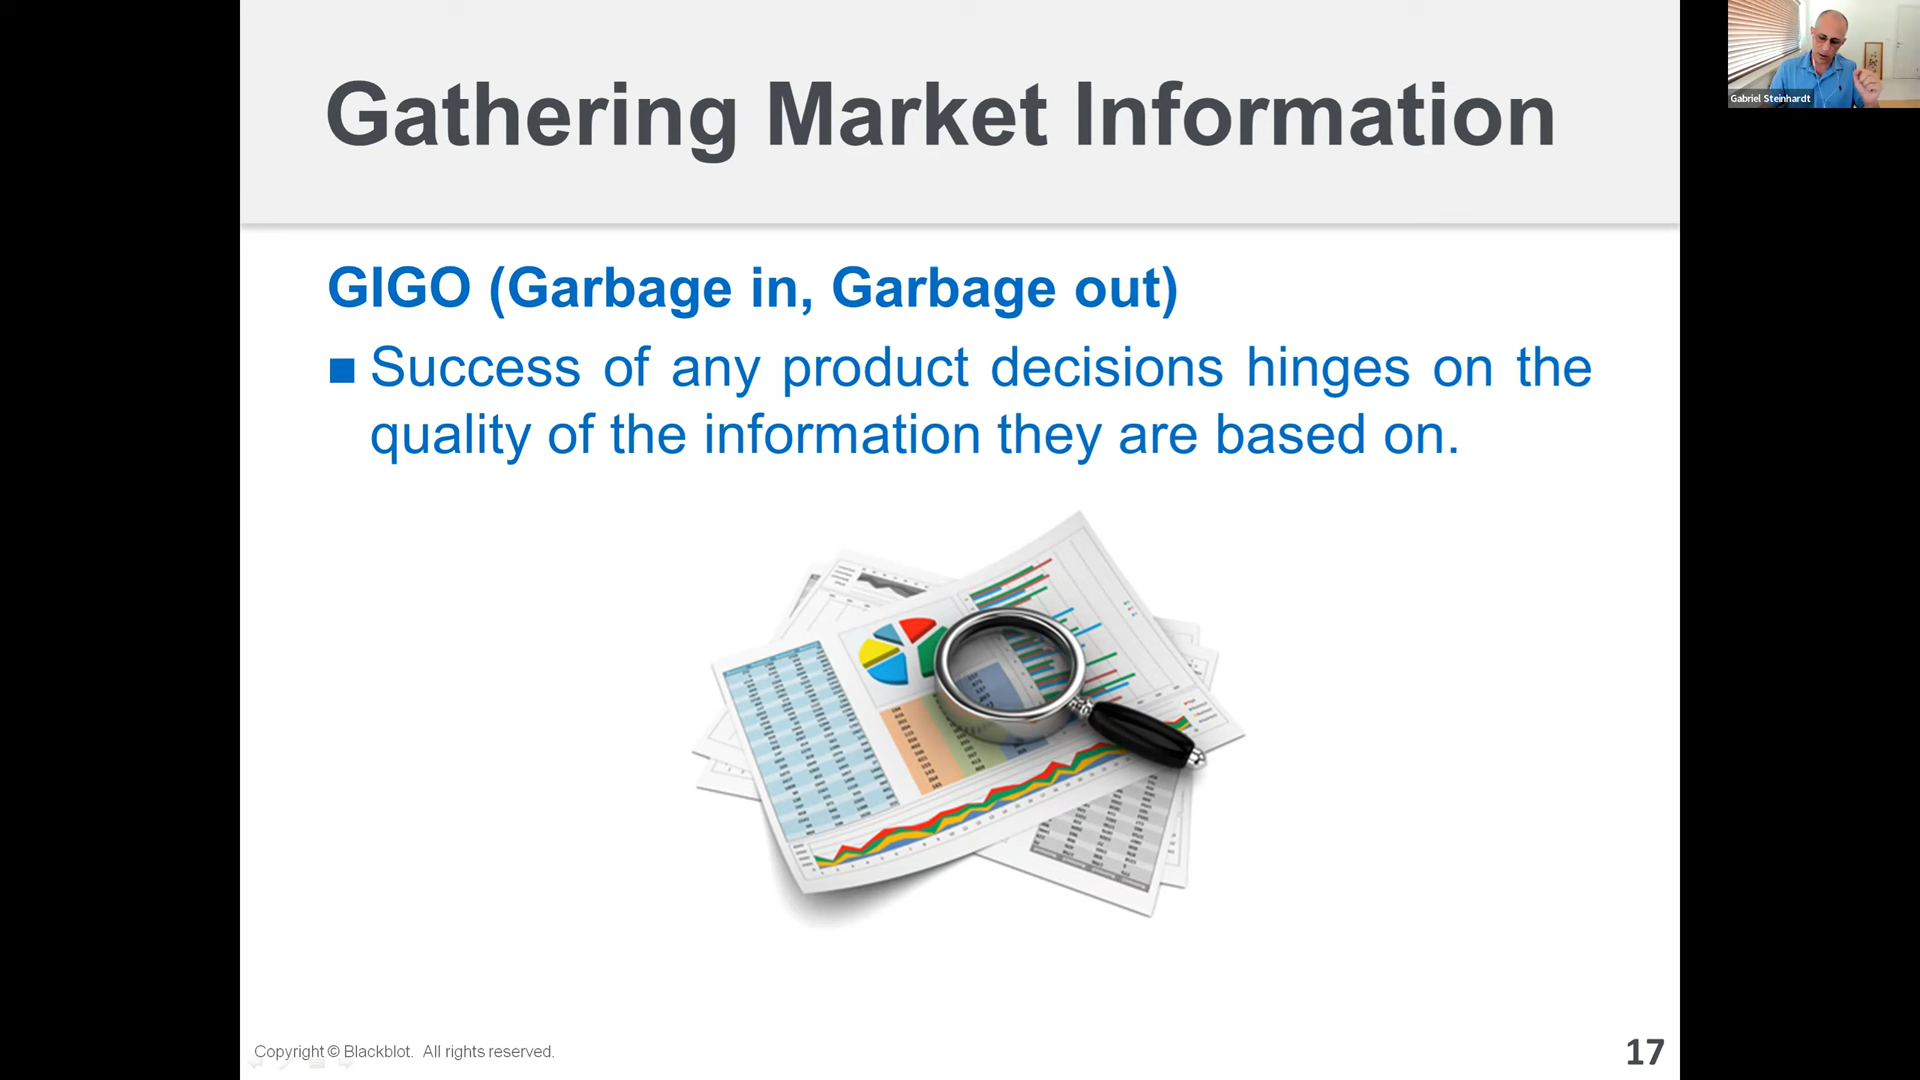 Gathering Market Information
Gabriel Steinhardt
GIGO (Garbage in, Garbage out)
■ Success of any product decisions hinges on the
quality of the information they are based on.
Copyright © Blackblot. All rights reserved.
17